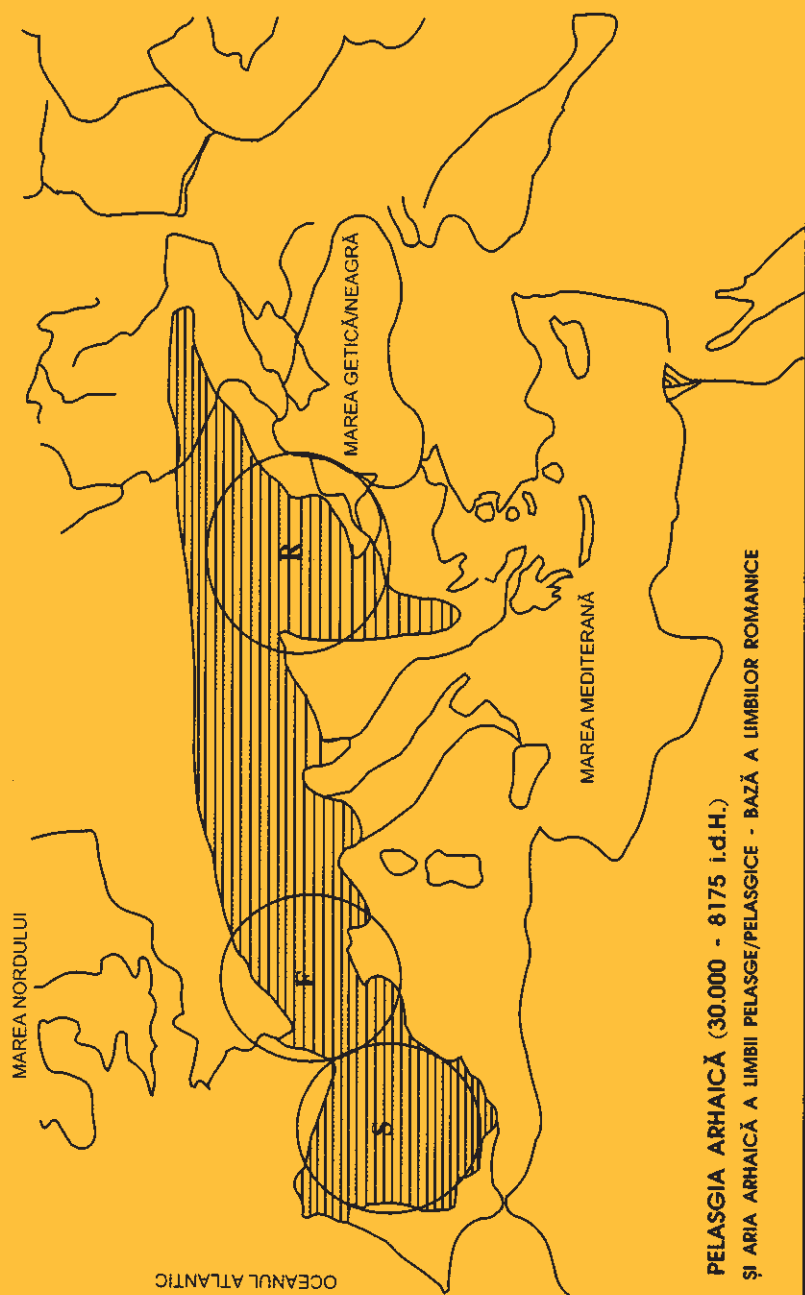 MAREA NORDULUI
OCEANUL ATLANTIC
MAREA GETICĂ/NEAGRĂ
MAREA MEDITERANĂ
S
F
R
PELASGIA ARHAICĂ (30.000 - 8175 i.d.H.)
ȘI ARIA ARHAICĂ A LIMBII PELASGE/PELASGICE - BAZĂ A LIMBILOR ROMANICE